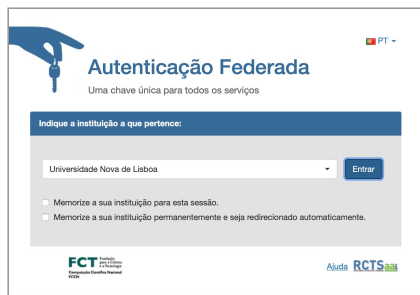 PT
Autenticação Federada
Uma chave única para todos os serviços
Indique a instituição a que pertence:
Universidade Nova de Lisboa
Entrar
Memorize a sua instituição para esta sessão.
Memorize a sua instituição permanentemente e seja redirecionado automaticamente.
FCT Fundação
para a Ciência
e a Tecnologia
Computação Científica Nacional
FCCN
Ajuda RCTSaai